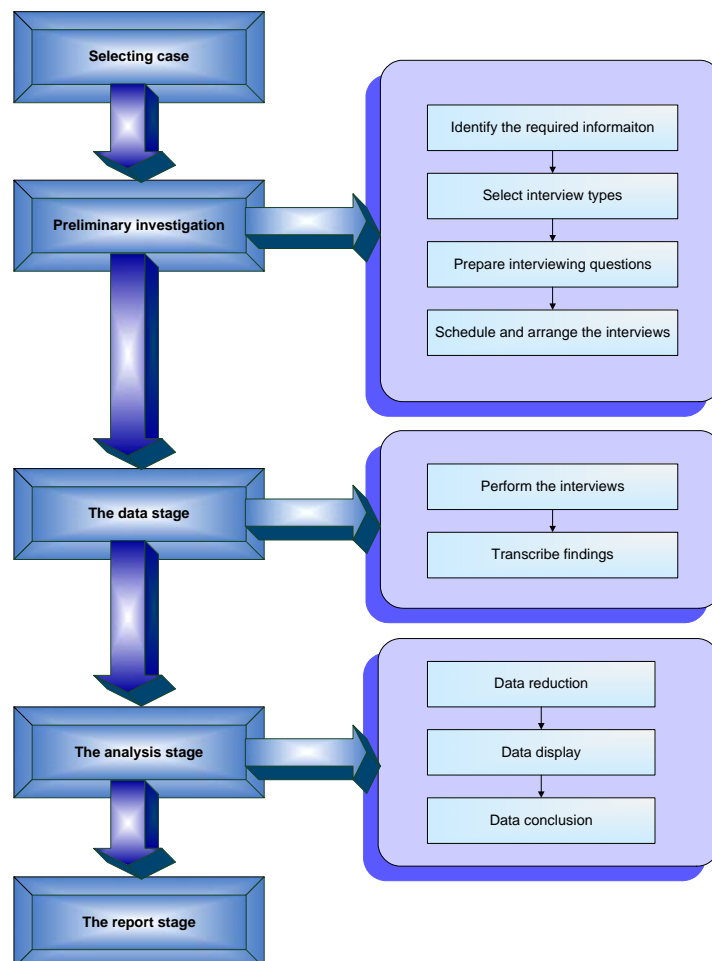 Selecting case
Preliminary investigation
Identify the required informaiton
Select interview types
Prepare interviewing questions
Schedule and arrange the interviews
The data stage
Perform the interviews
Transcribe findings
The analysis stage
Data reduction
Data display
Data conclusion
The report stage